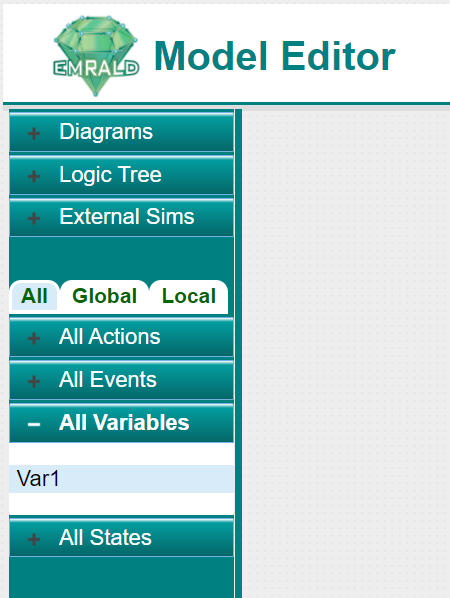 EMRALD Model Editor
Diagrams
Logic Tree
External Sims
All Global Local
All Actions
All Events
All Variables
Var1
All States